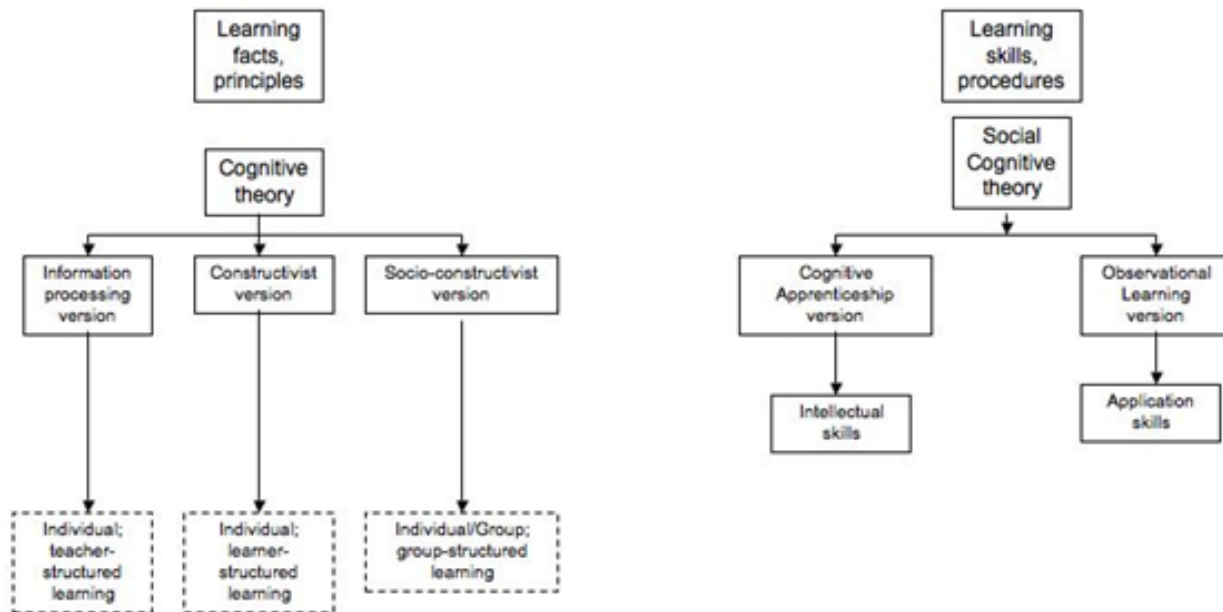 Learning
facts,
principles
Learning
skills,
procedures
Cognitive
theory
Social
Cognitive
theory
Information
processing
version
Constructivist
version
Socio-constructivist
version
Cognitive
Apprenticeship
version
Observational
Learning
version
Intellectual
skills
Application
skills
Individual;
teacher-
structured
learning
Individual;
learner-
structured
learning
Individual/Group;
group-structured
learning